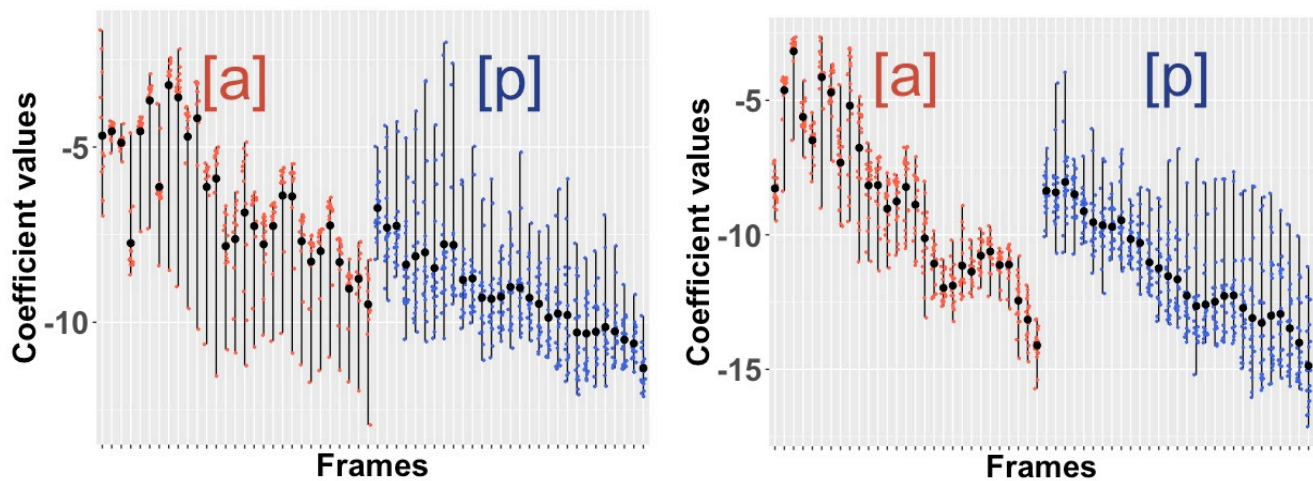 Coefficient values
-5
-10
[a]
[p]
Frames
Coefficient values
-5
-10
-15
[a]
[p]
Frames